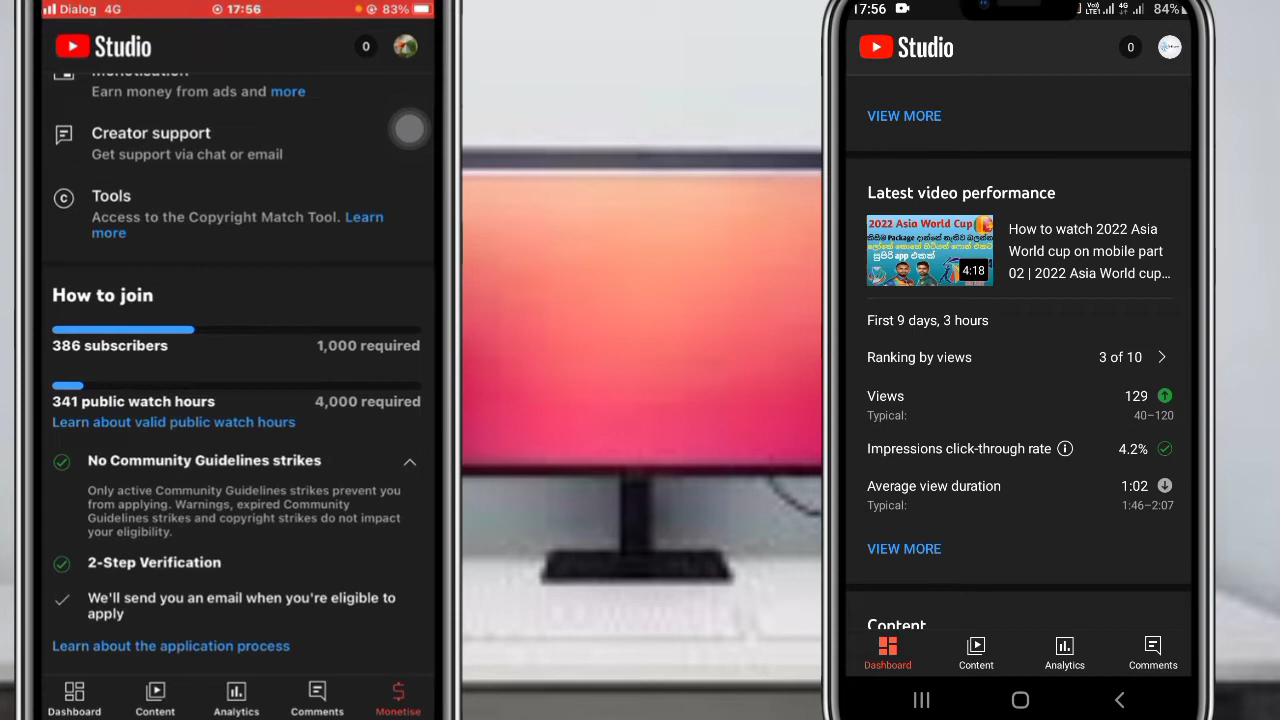 Dialog 4G
17:56
83%
Studio
0
Monetisation
Earn money from ads and more
Creator support
Get support via chat or email
C
Tools
Access to the Copyright Match Tool. Learn
more
How to join
386 subscribers
1,000 required
341 public watch hours
4,000 required
Learn about valid public watch hours
No Community Guidelines strikes
Only active Community Guidelines strikes prevent you
from applying. Warnings, expired Community
Guidelines strikes and copyright strikes do not impact
your eligibility.
2-Step Verification
We'll send you an email when you're eligible to
apply
Learn about the application process
Dashboard
Content
Analytics
Comments
Monetise
17:56
84%
Studio
0
VIEW MORE
Latest video performance
2022 Asia World Cup
සුපිරි app එකක්
4:18
How to watch 2022 Asia
World cup on mobile part
02 | 2022 Asia World cup...
First 9 days, 3 hours
Ranking by views
3 of 10
Views
129
Typical:
40–120
Impressions click-through rate
4.2%
Average view duration
1:02
Typical:
1:46–2:07
VIEW MORE
Content
Dashboard
Content
Analytics
Comments